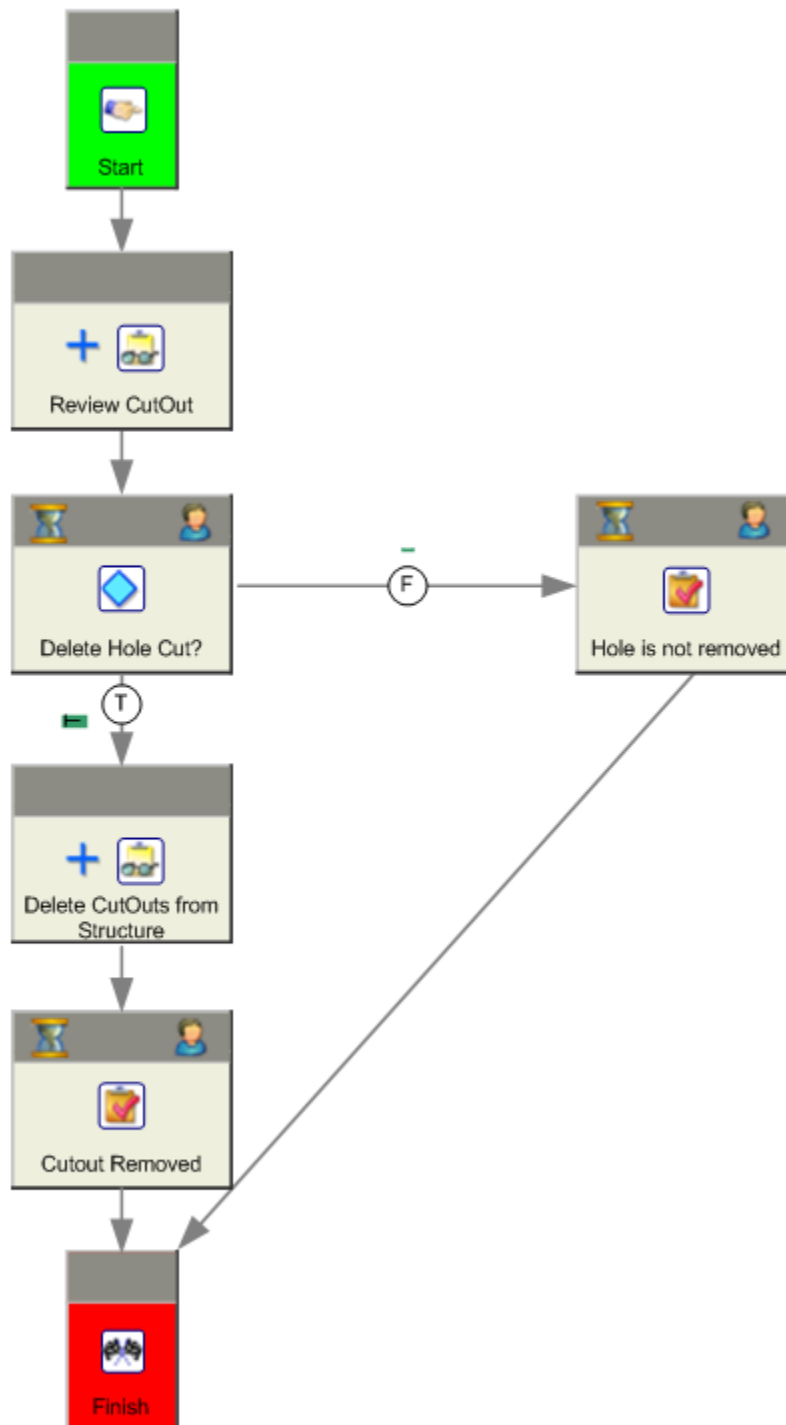 Start
Review CutOut
Delete Hole Cut?
F
Hole is not removed
T
Delete CutOuts from
Structure
Cutout Removed
Finish